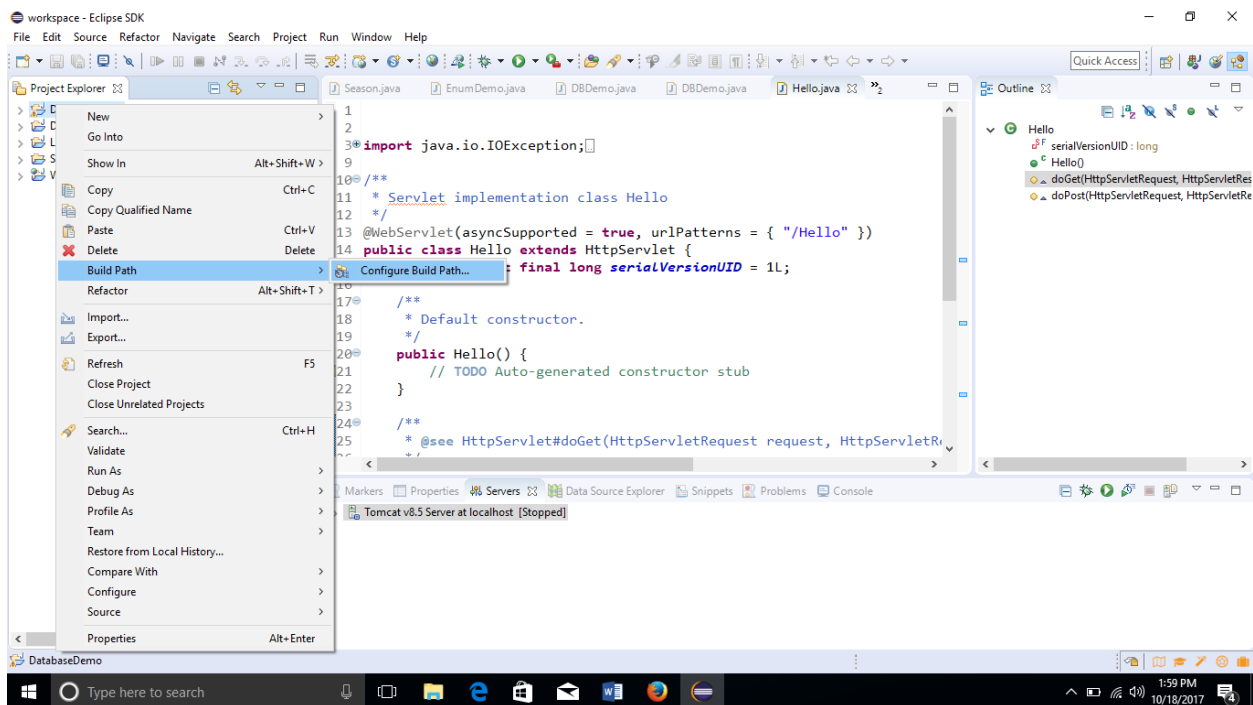 workspace - Eclipse SDK
File Edit Source Refactor Navigate Search Project Run Window Help
Quick Access
Project Explorer
D
D
L
S
W
New
Go Into
Show In Alt+Shift+W >
Copy Ctrl+C
Copy Qualified Name
Paste Ctrl+V
Delete Delete
Build Path
Refactor Alt+Shift+T >
Import...
Export...
Refresh F5
Close Project
Close Unrelated Projects
Search... Ctrl+H
Validate
Run As
Debug As
Profile As
Team
Restore from Local History...
Compare With
Configure
Source
Properties Alt+Enter
Configure Build Path...
Season.java EnumDemo.java DBDemo.java DBDemo.java Hello.java »2
1
2
3 import java.io.IOException;
9
10 /**
11 * Servlet implementation class Hello
12 */
13 @WebServlet(asyncSupported = true, urlPatterns = { "/Hello" })
14 public class Hello extends HttpServlet {
final long serialVersionUID = 1L;
16
17 /**
18 * Default constructor.
19 */
20 public Hello() {
21 // TODO Auto-generated constructor stub
22 }
23
24 /**
25 * @see HttpServlet#doGet(HttpServletRequest request, HttpServletRe
26 */
Outline
Hello
serialVersionUID : long
Hello()
doGet(HttpServletRequest, HttpServletRes
doPost(HttpServletRequest, HttpServletRe
Markers Properties Servers Data Source Explorer Snippets Problems Console
Tomcat v8.5 Server at localhost [Stopped]
DatabaseDemo
Type here to search
1:59 PM
10/18/2017
4